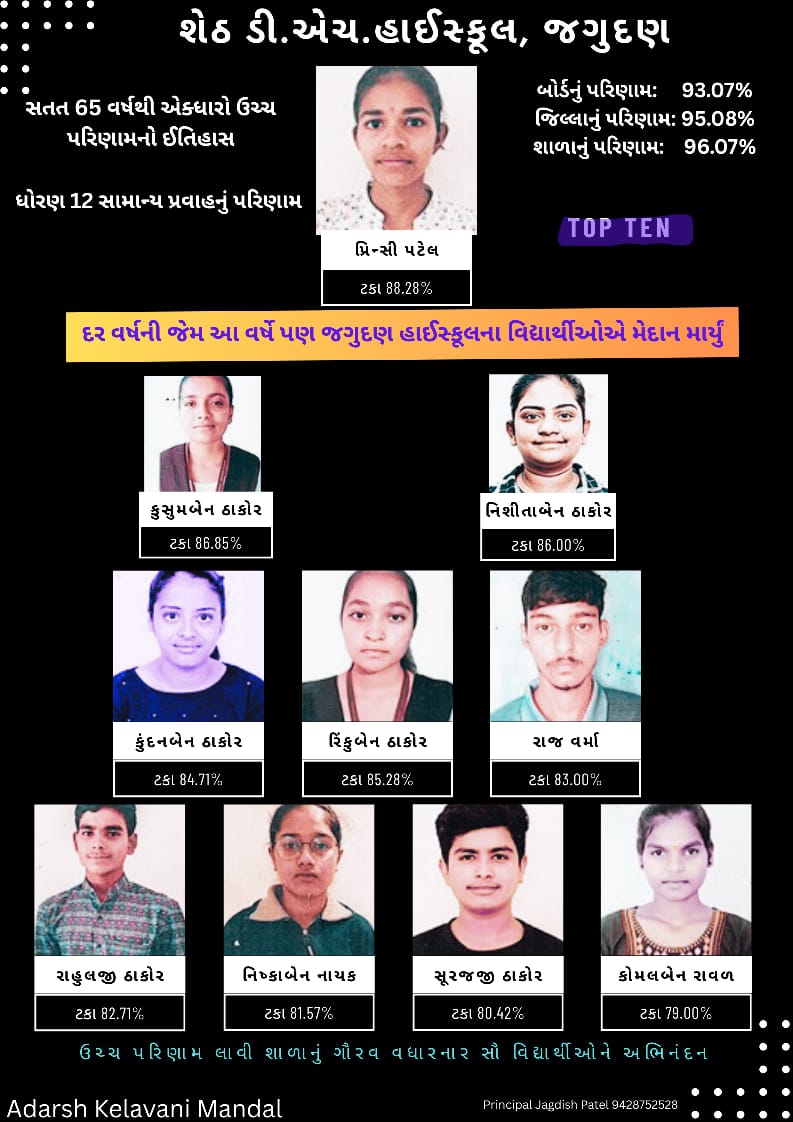 શેઠ ડી.એચ.હાઈસ્કૂલ, જગુદણ
સતત 65 વર્ષથી એકધારો ઉચ્ચ
પરિણામનો ઈતિહાસ
ધોરણ 12 સામાન્ય પ્રવાહનું પરિણામ
બોર્ડનું પરિણામ: 93.07%
જિલ્લાનું પરિણામ: 95.08%
શાળાનું પરિણામ: 96.07%
TOP TEN
પ્રિન્સી પટેલ
ટકા 88.28%
દર વર્ષની જેમ આ વર્ષે પણ જગુદણ હાઈસ્કૂલના વિદ્યાર્થીઓએ મેદાન માર્યું
કુસુમબેન ઠાકોર
ટકા 86.85%
નિશીતાબેન ઠાકોર
ટકા 86.00%
કુંદનબેન ઠાકોર
ટકા 84.71%
રિંકુબેન ઠાકોર
ટકા 85.28%
રાજ વર્મા
ટકા 83.00%
રાહુલજી ઠાકોર
ટકા 82.71%
નિષ્કાબેન નાયક
ટકા 81.57%
સૂરજજી ઠાકોર
ટકા 80.42%
કોમલબેન રાવળ
ટકા 79.00%
ઉચ્ચ પરિણામ લાવી શાળાનું ગૌરવ વધારનાર સૌ વિદ્યાર્થીઓને અભિનંદન
Adarsh Kelavani Mandal
Principal Jagdish Patel 9428752528